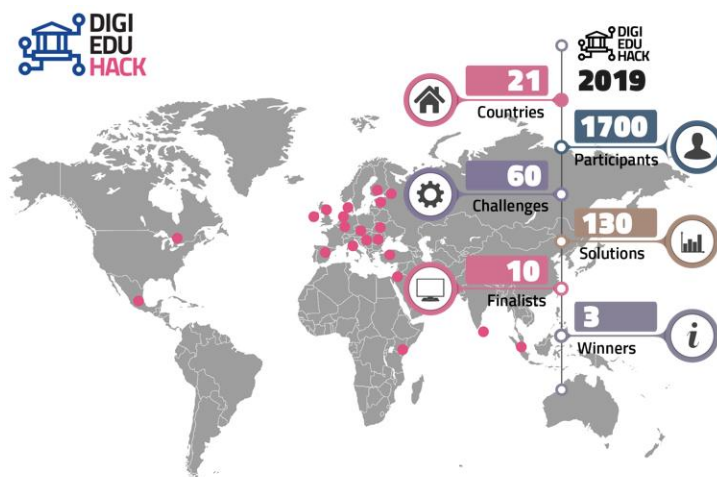 DIGI
EDU
HACK
DIGI
EDU
HACK
2019
21
Countries
1700
Participants
60
Challenges
130
Solutions
10
Finalists
3
Winners
i